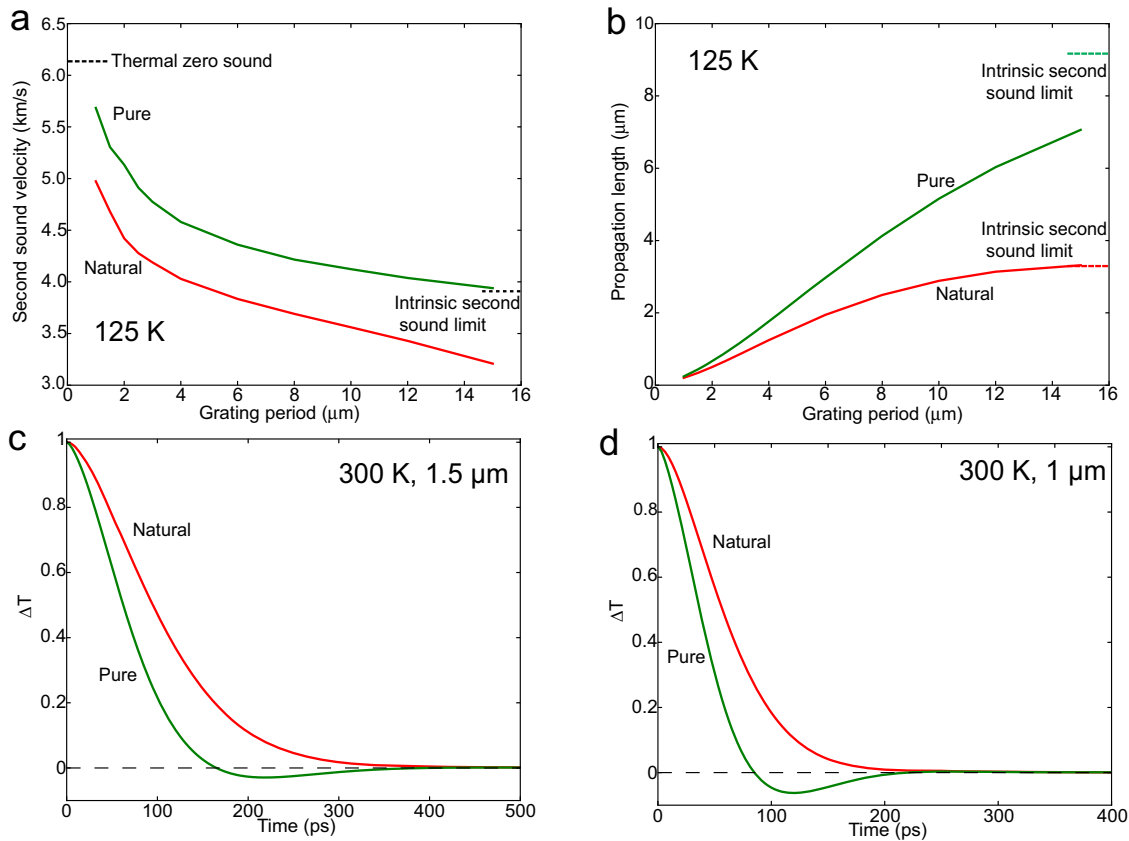 a
6.5
6.0
5.5
5.0
4.5
4.0
3.5
3.0
Second sound velocity (km/s)
Thermal zero sound
Pure
Natural
Intrinsic second
sound limit
125 K
0 2 4 6 8 10 12 14 16
Grating period (μm)
b
10
8
6
4
2
0
Propagation length (μm)
125 K
Intrinsic second
sound limit
Pure
Intrinsic second
sound limit
Natural
0 2 4 6 8 10 12 14 16
Grating period (μm)
c
1
0.8
0.6
0.4
0.2
0
ΔT
300 K, 1.5 μm
Natural
Pure
0 100 200 300 400 500
Time (ps)
d
1
0.8
0.6
0.4
0.2
0
ΔT
300 K, 1 μm
Natural
Pure
0 100 200 300 400
Time (ps)